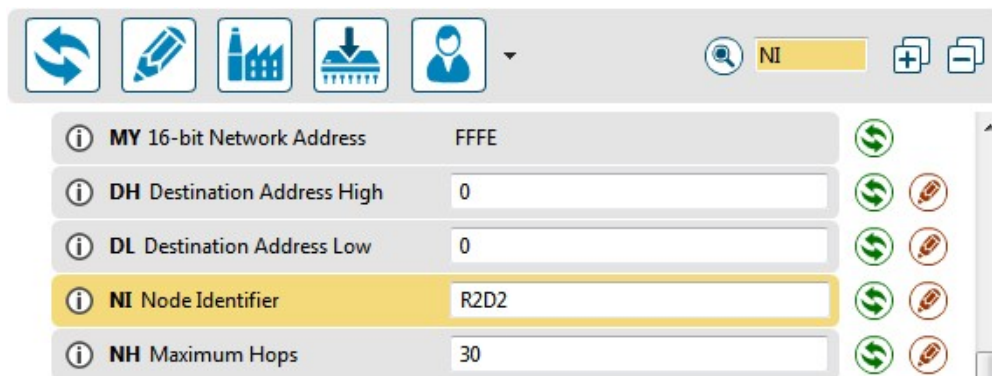 NI
MY 16-bit Network Address FFFE
DH Destination Address High 0
DL Destination Address Low 0
NI Node Identifier R2D2
NH Maximum Hops 30